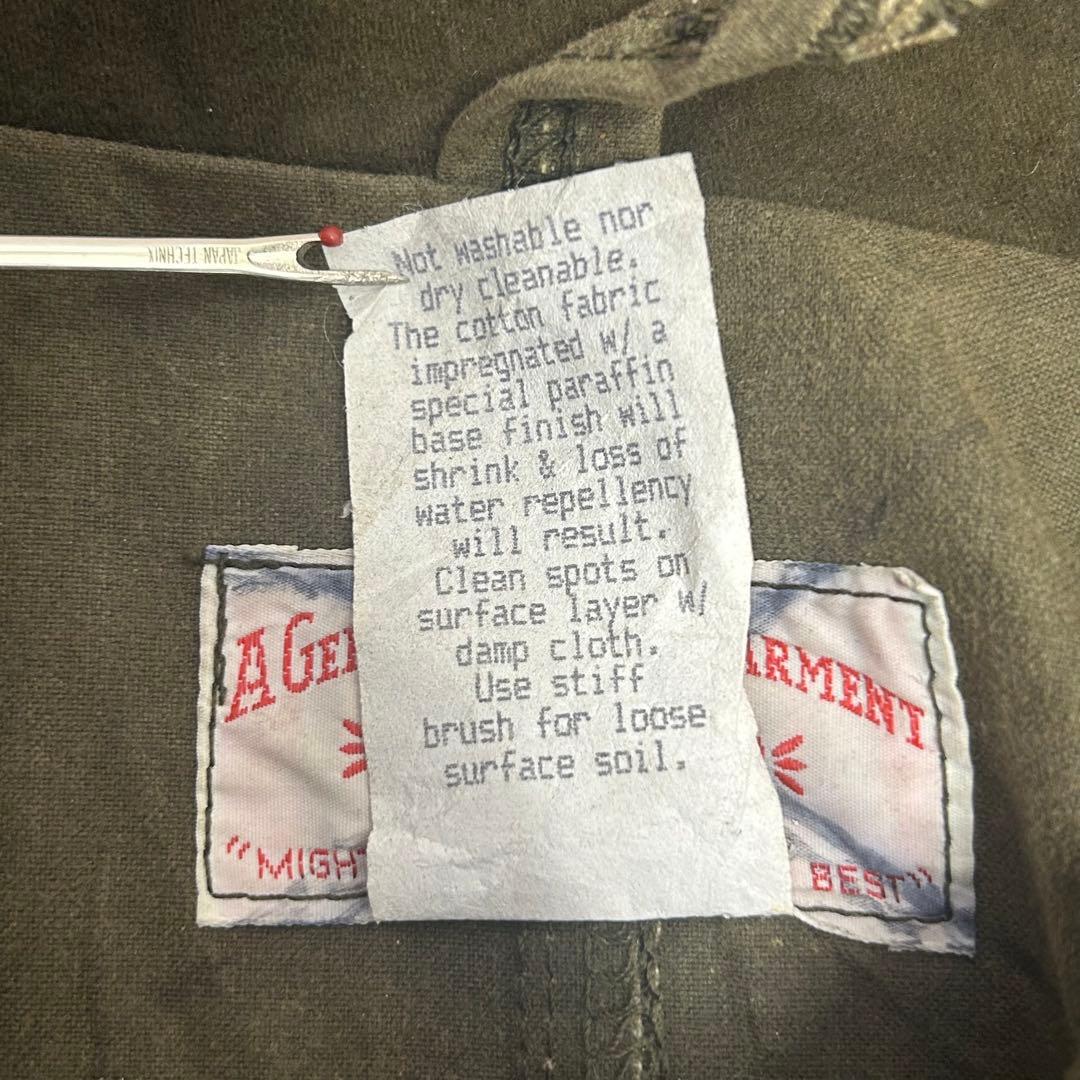 JAPAN TECHNIX
Not washable nor
dry cleanable.
The cotton fabric
impregnated w/ a
special paraffin
base finish will
shrink & loss of
water repellency
will result.
Clean spots on
surface layer w/
damp cloth.
Use stiff
brush for loose
surface soil.
A GE ARMENT
"MIGH BEST"